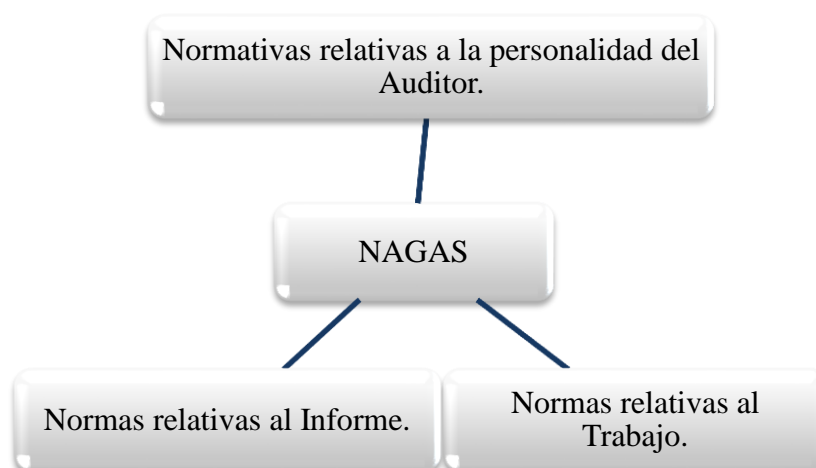 Normativas relativas a la personalidad del
Auditor.
NAGAS
Normas relativas al Informe.
Normas relativas al
Trabajo.